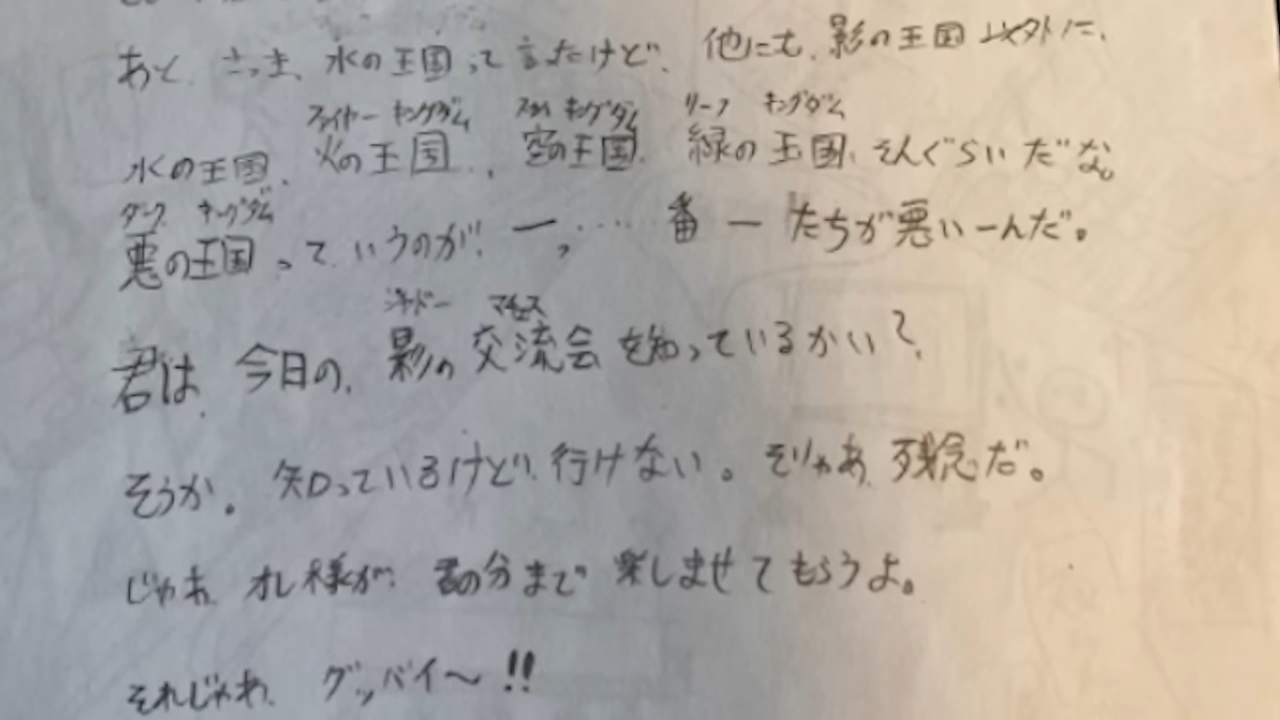 あと、さっき、水の王国って言ったけど、他にも、影の王国以外に、
ファイヤー キングダム スカイ キングダム リーフ キングダム
水の王国、火の王国、空の王国、緑の王国、そんぐらいだな。
ダーク キングダム
悪の王国っていうのが、一、……番一たちが悪いーんだ。
シャドー マチェス
君は、今日の、影の交流会を知っているかい?
そうか。知っているけど、行けない。そりゃあ、残念だ。
じゃあ、オレ様が、君の分まで楽しませてもらうよ。
それじゃあ、グッバイ〜!!